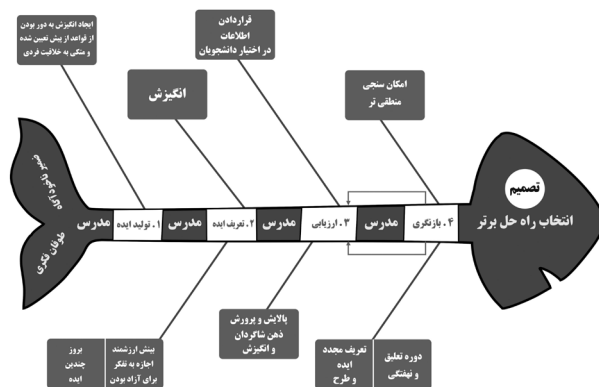 ایجاد انگیزش به دور بودن
از قواعد از پیش تعیین شده
و متکی به خلاقیت فردی
انگیزش
قراردادن
اطلاعات
در اختیار دانشجویان
امکان سنجی
منطقی تر
ضمیر ناخودآگاه
طوفان فکری
مدرس
۱. تولید ایده
مدرس
۲. تعریف ایده
مدرس
۳. ارزیابی
مدرس
۴. بازنگری
تصمیم
انتخاب راه حل برتر
بینش ارزشمند
اجازه به تفکر
برای آزاد بودن
بروز
چندین
ایده
پالایش و پرورش
ذهن شاگردان
و انگیزش
دوره تعلیق
و نهفتگی
تعریف مجدد
ایده
و طرح